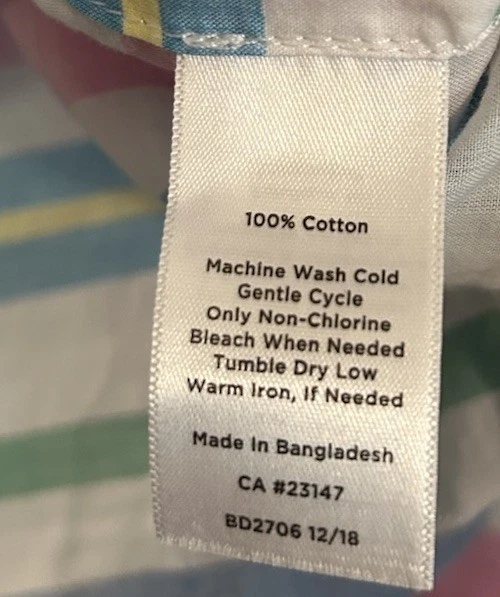 100% Cotton
Machine Wash Cold
Gentle Cycle
Only Non-Chlorine
Bleach When Needed
Tumble Dry Low
Warm Iron, If Needed
Made In Bangladesh
CA #23147
BD2706 12/18